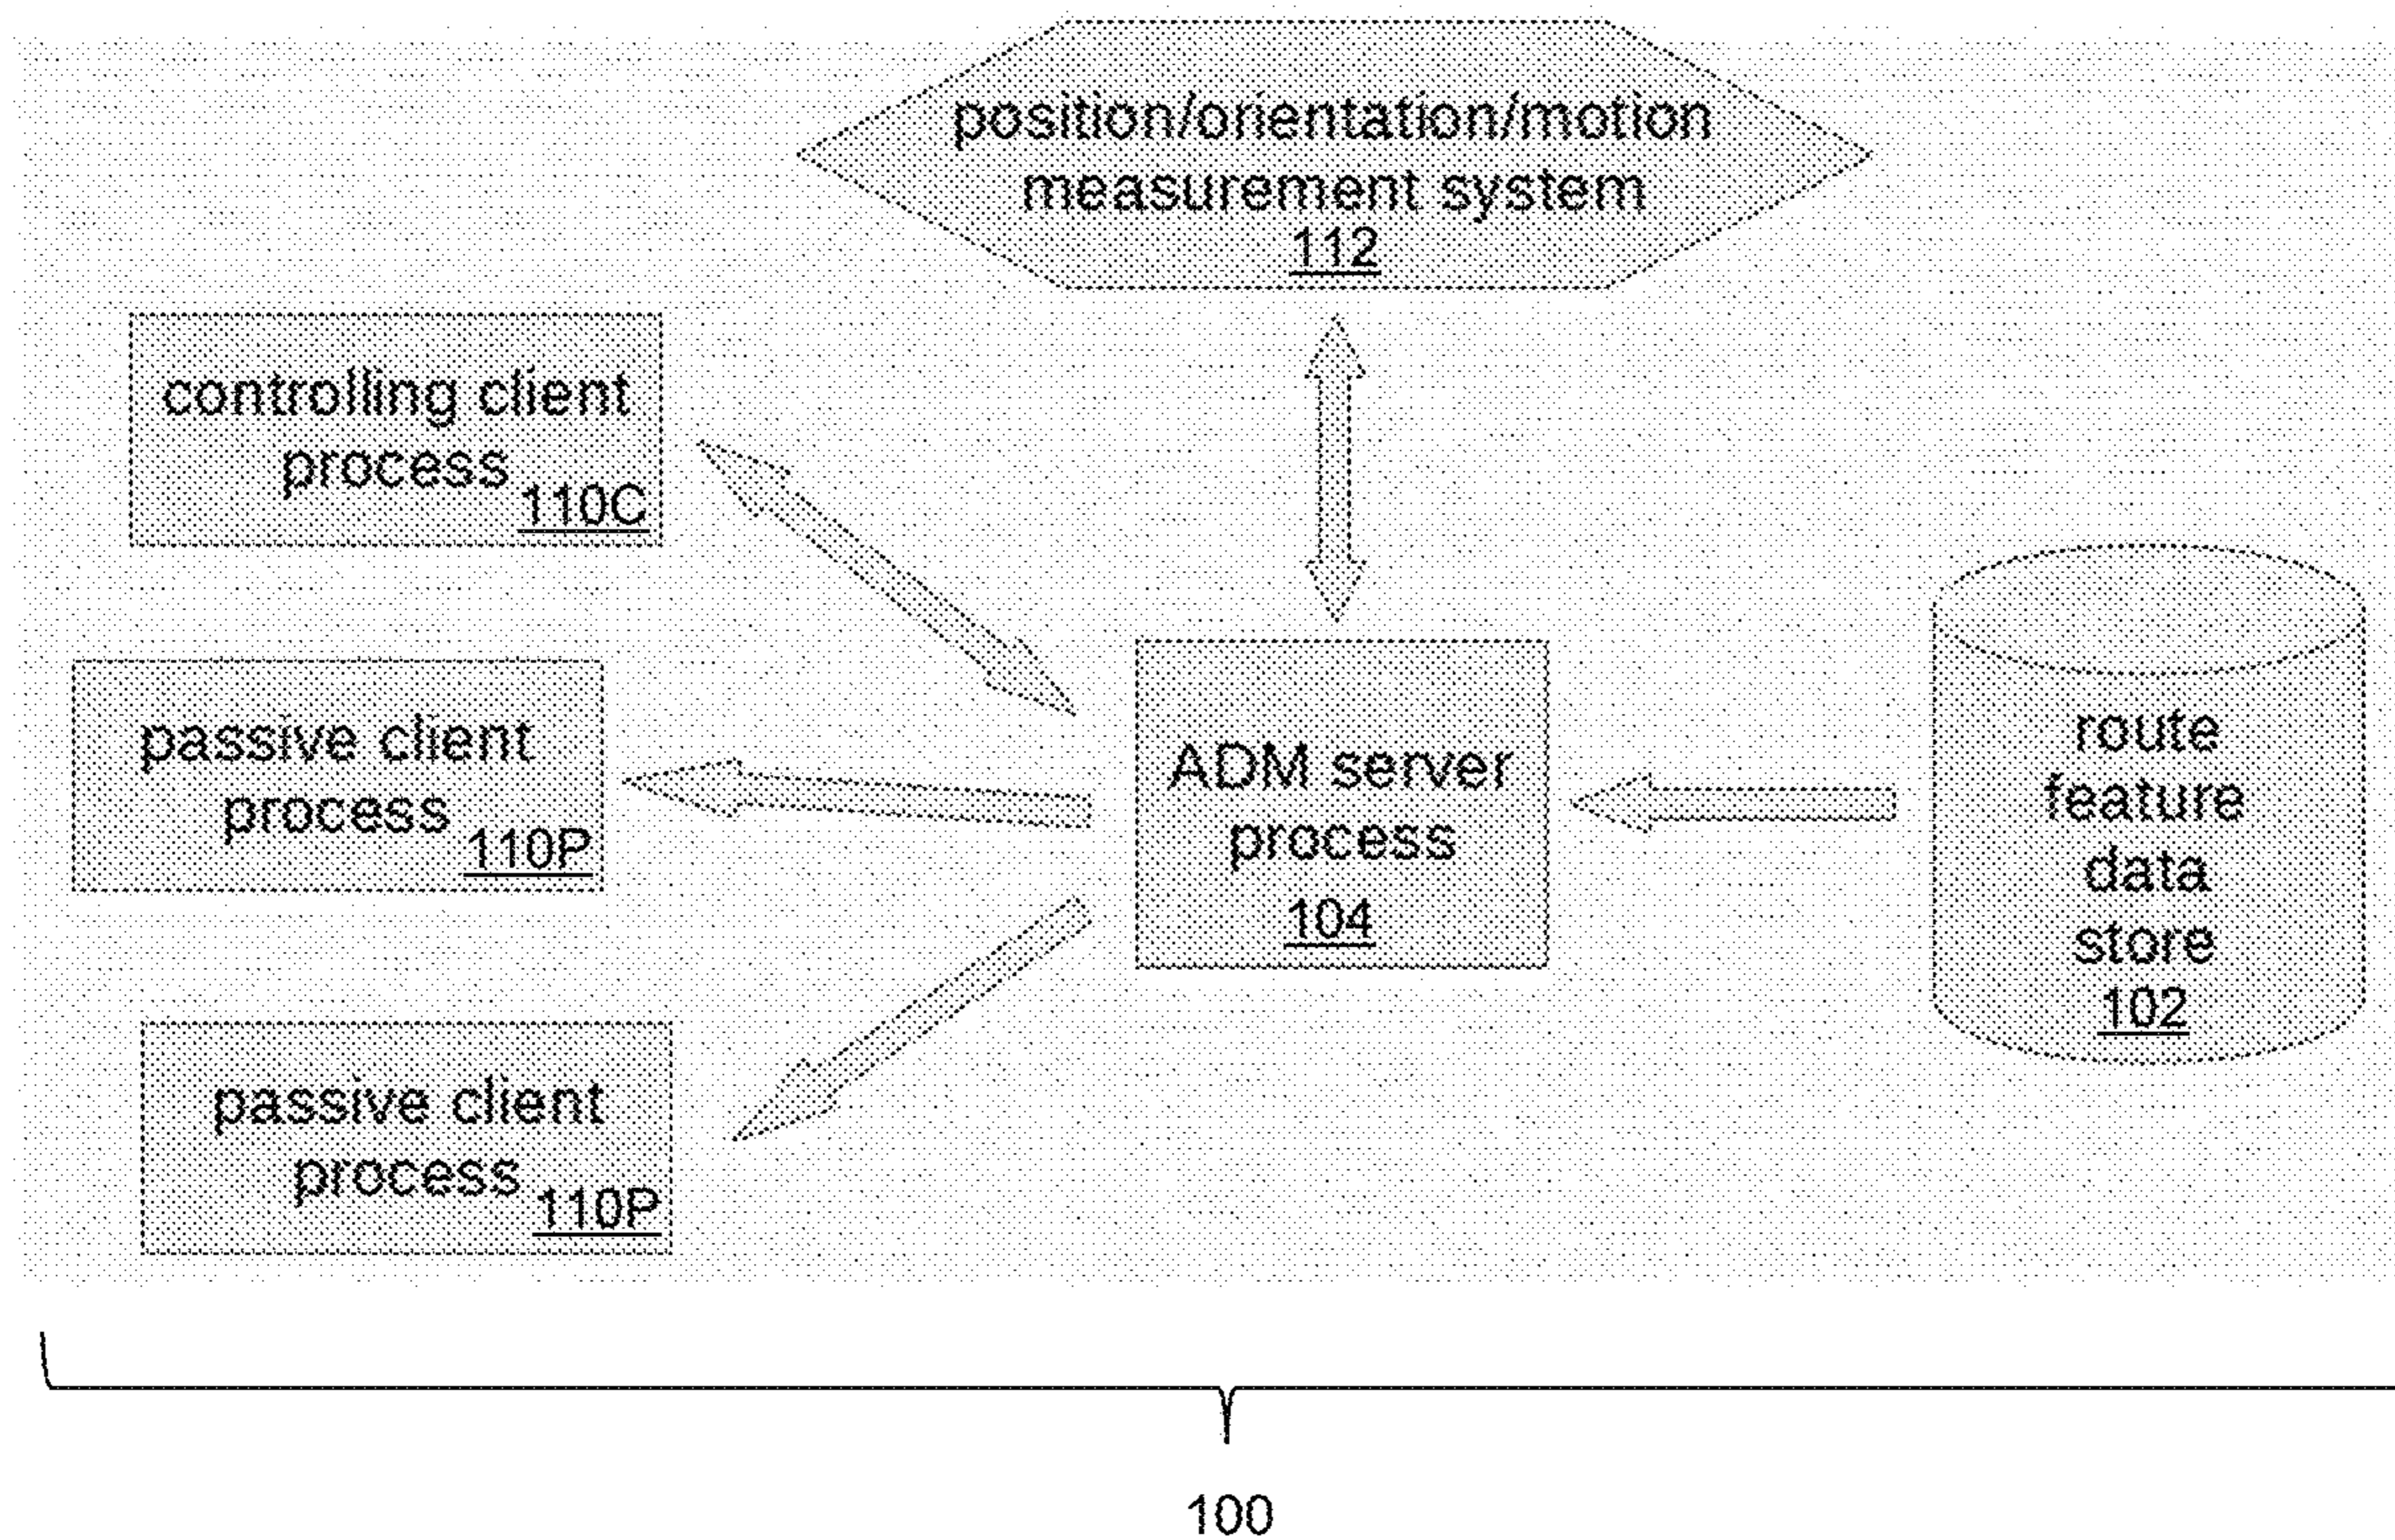 position/orientation/motion
measurement system
112
controlling client
process
110C
passive client
process
110P
passive client
process
110P
ADM server
process
104
route
feature
data
store
102
100